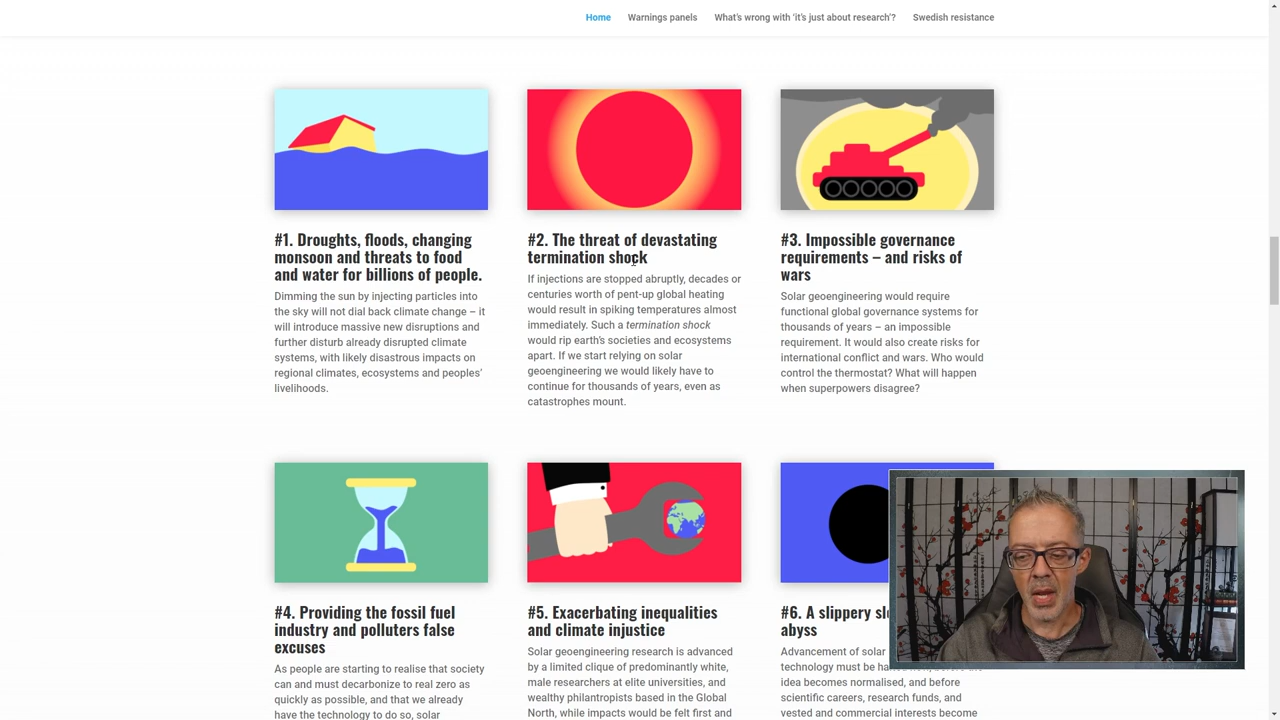 Home Warnings panels What's wrong with 'it's just about research'? Swedish resistance
#1. Droughts, floods, changing
monsoon and threats to food
and water for billions of people.
Dimming the sun by injecting particles into
the sky will not dial back climate change – it
will introduce massive new disruptions and
further disturb already disrupted climate
systems, with likely disastrous impacts on
regional climates, ecosystems and peoples'
livelihoods.
#2. The threat of devastating
termination shock
If injections are stopped abruptly, decades or
centuries worth of pent-up global heating
would result in spiking temperatures almost
immediately. Such a termination shock
would rip earth's societies and ecosystems
apart. If we start relying on solar
geoengineering we would likely have to
continue for thousands of years, even as
catastrophes mount.
#3. Impossible governance
requirements – and risks of
wars
Solar geoengineering would require
functional global governance systems for
thousands of years – an impossible
requirement. It would also create risks for
international conflict and wars. Who would
control the thermostat? What will happen
when superpowers disagree?
#4. Providing the fossil fuel
industry and polluters false
excuses
As people are starting to realise that society
can and must decarbonize to real zero as
quickly as possible, and that we already
have the technology to do so, solar
#5. Exacerbating inequalities
and climate injustice
Solar geoengineering research is advanced
by a limited clique of predominantly white,
male researchers at elite universities, and
wealthy philantropists based in the Global
North, while impacts would be felt first and
#6. A slippery
abyss
Advancement of solar
technology must be
idea becomes normalised, and before
scientific careers, research funds, and
vested and commercial interests become